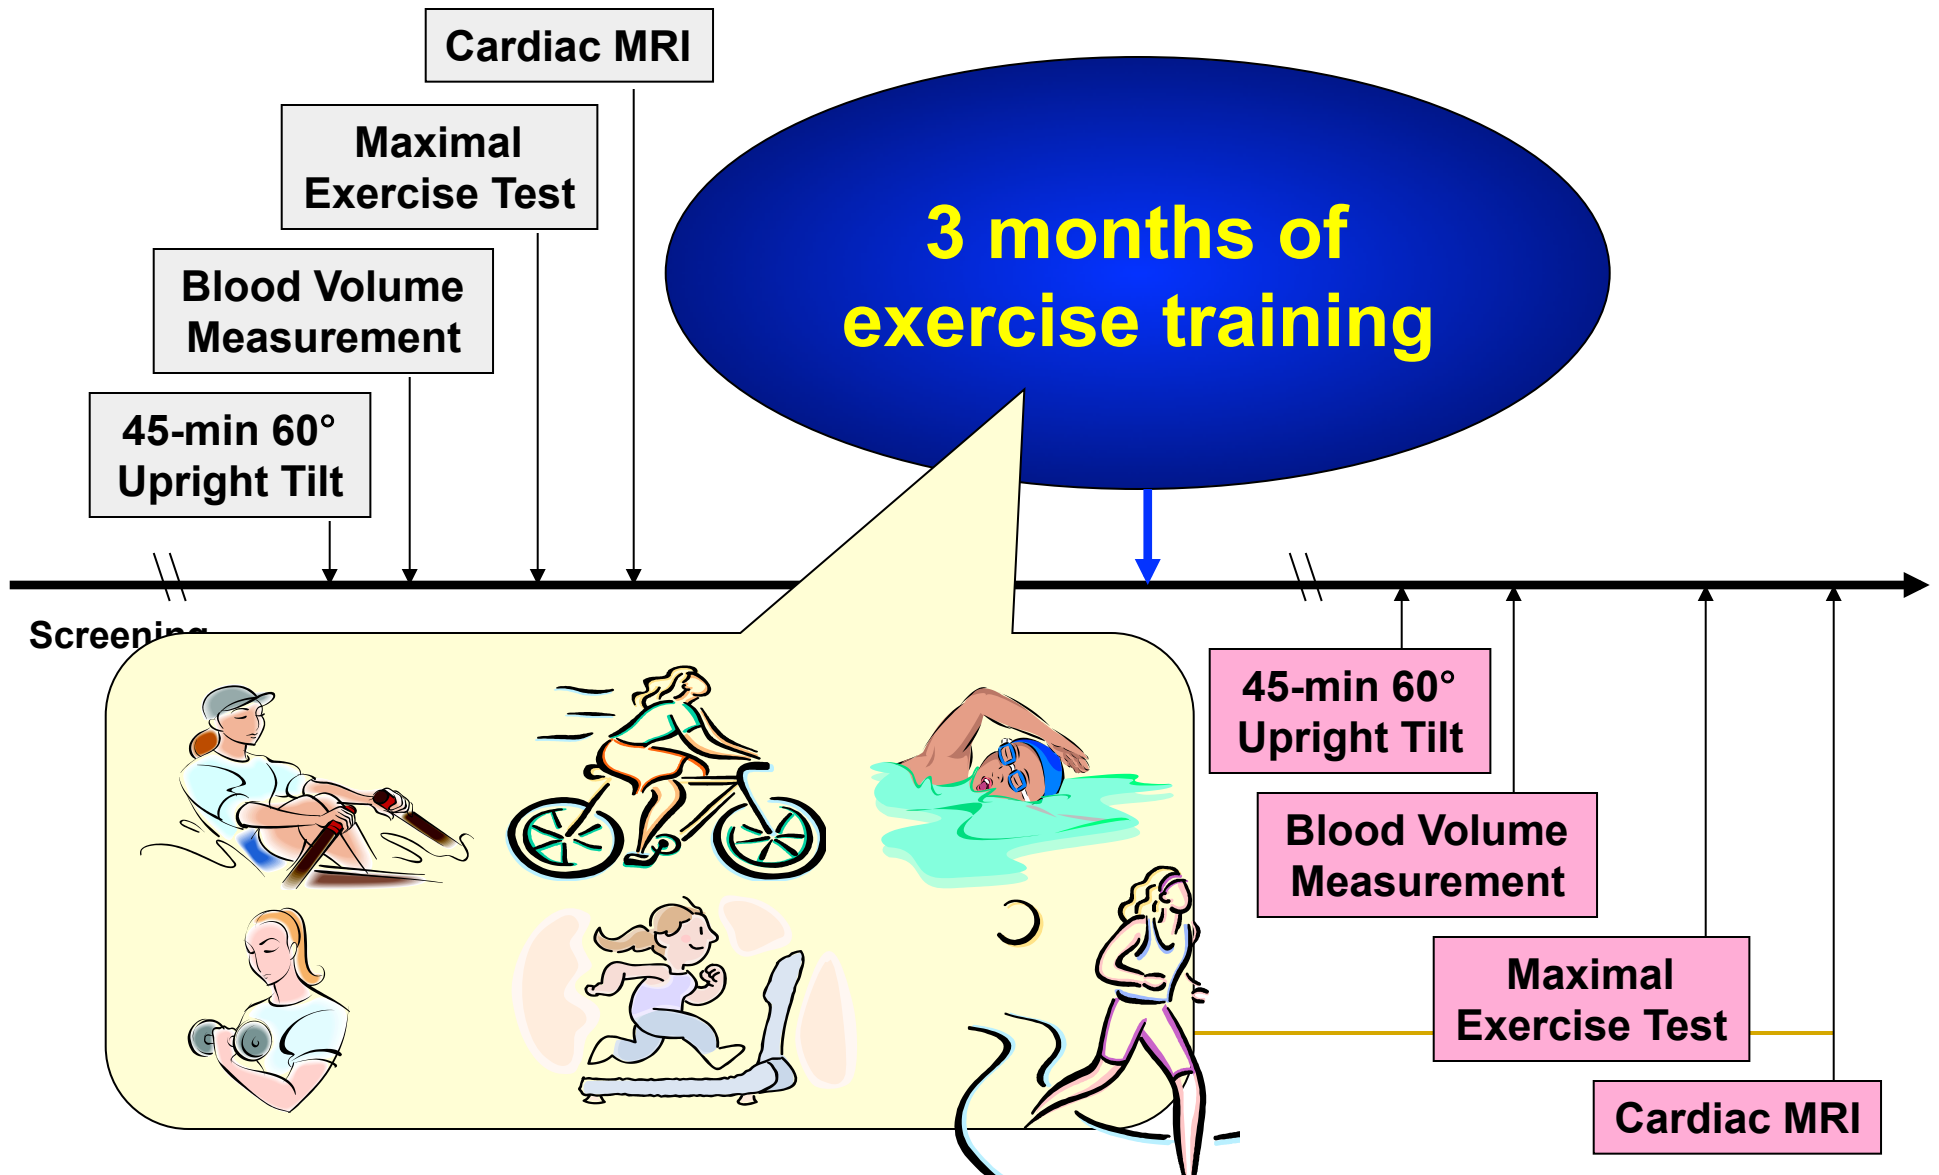 Cardiac MRI
Maximal
Exercise Test
Blood Volume
Measurement
45-min 60°
Upright Tilt
3 months of
exercise training
Screening
45-min 60°
Upright Tilt
Blood Volume
Measurement
Maximal
Exercise Test
Cardiac MRI